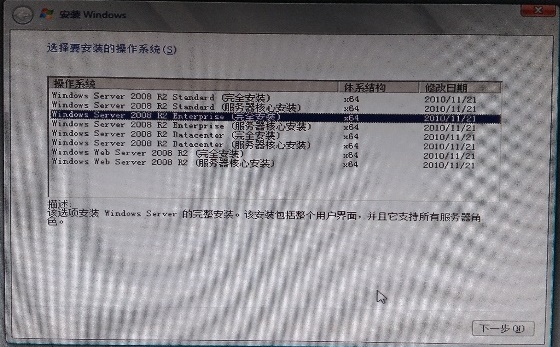 安装 Windows
选择要安装的操作系统(S)
操作系统 体系结构 修改日期
Windows Server 2008 R2 Standard (完全安装) x64 2010/11/21
Windows Server 2008 R2 Standard (服务器核心安装) x64 2010/11/21
Windows Server 2008 R2 Enterprise (完全安装) x64 2010/11/21
Windows Server 2008 R2 Enterprise (服务器核心安装) x64 2010/11/21
Windows Server 2008 R2 Datacenter (完全安装) x64 2010/11/21
Windows Server 2008 R2 Datacenter (服务器核心安装) x64 2010/11/21
Windows Web Server 2008 R2 (完全安装) x64 2010/11/21
Windows Web Server 2008 R2 (服务器核心安装) x64 2010/11/21
描述:
该选项安装 Windows Server 的完整安装。该安装包括整个用户界面，并且它支持所有服务器角
色。
下一步(N)